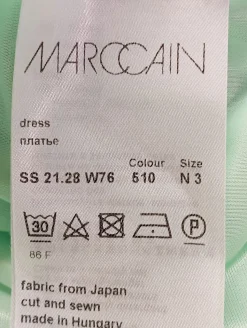 MARCCAIN
dress
платье
Colour Size
SS 21.28 W76 510 N 3
30
P
86 F
fabric from Japan
cut and sewn
made in Hungary